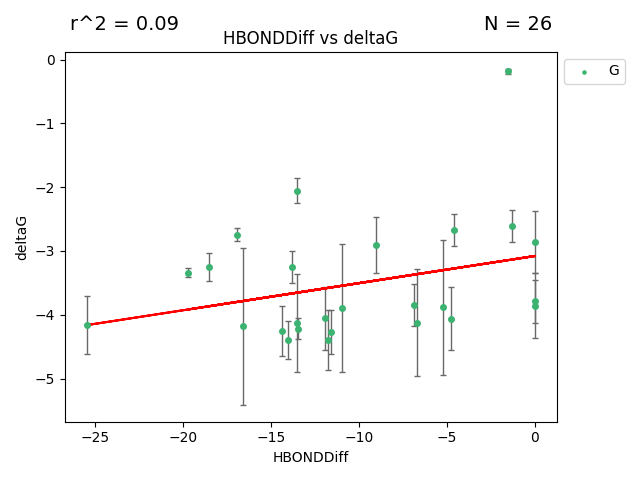 r^2 = 0.09
N = 26
HBONDDiff vs deltaG
G
0
−1
−2
−3
−4
−5
deltaG
−25
−20
−15
−10
−5
0
HBONDDiff